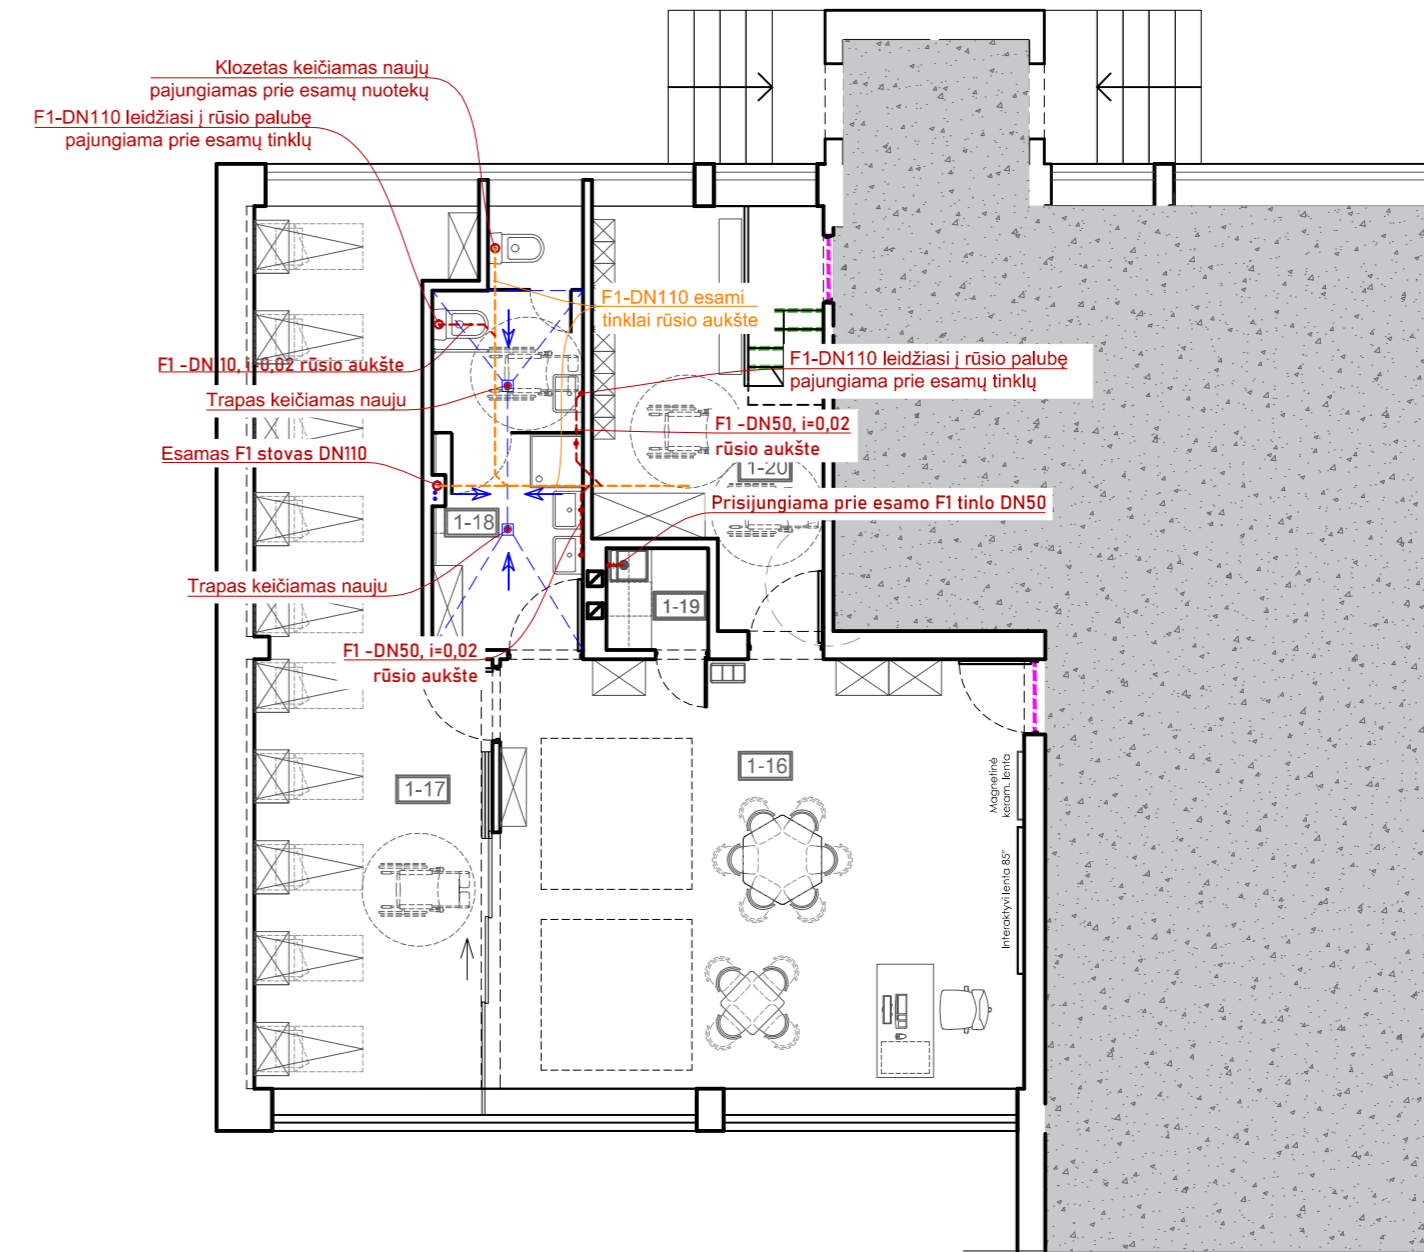 Klozetas keičiamas naujų
pajungiamas prie esamų nuotekų
F1-DN110 leidžiasi į rūsio palubę
pajungiama prie esamų tinklų
F1-DN110 esami
tinklai rūsio aukšte
F1 -DN110, i=0,02 rūsio aukšte
F1-DN110 leidžiasi į rūsio palubę
pajungiama prie esamų tinklų
Trapas keičiamas nauju
F1 -DN50, i=0,02
rūsio aukšte
Esamas F1 stovas DN110
1-20
Prisijungiama prie esamo F1 tinlo DN50
1-18
Trapas keičiamas nauju
1-19
F1 -DN50, i=0,02
rūsio aukšte
1-16
1-17
Magnetinė
keram. lenta
Interaktyvi lenta 85"